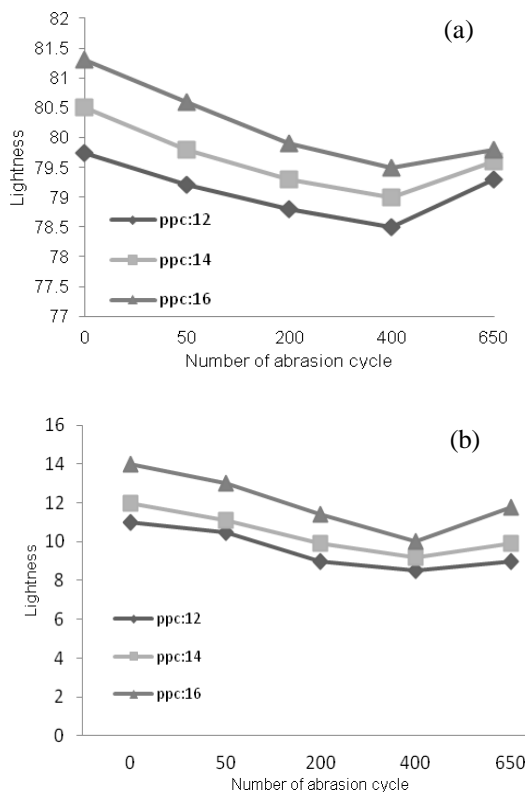 (a)
82
81.5
81
80.5
80
79.5
79
78.5
78
77.5
77
Lightness
ppc:12
ppc:14
ppc:16
0 50 200 400 650
Number of abrasion cycle
(b)
16
14
12
10
8
6
4
2
0
Lightness
ppc:12
ppc:14
ppc:16
0 50 200 400 650
Number of abrasion cycle